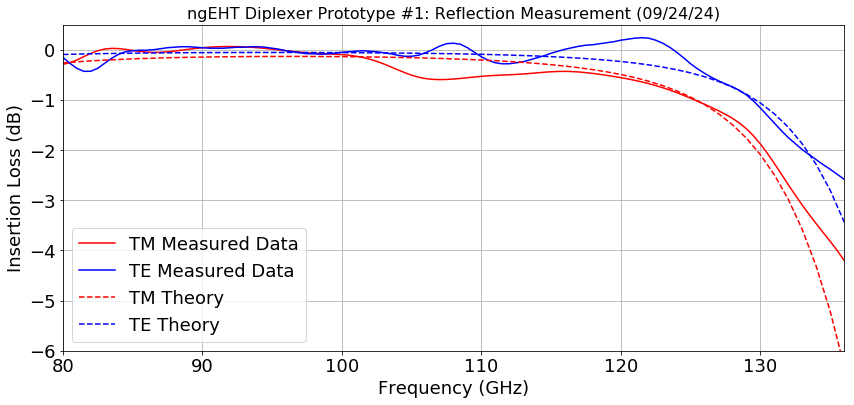 ngEHT Diplexer Prototype #1: Reflection Measurement (09/24/24)
Insertion Loss (dB)
0
−1
−2
−3
−4
−5
−6
TM Measured Data
TE Measured Data
TM Theory
TE Theory
80
90
100
110
120
130
Frequency (GHz)